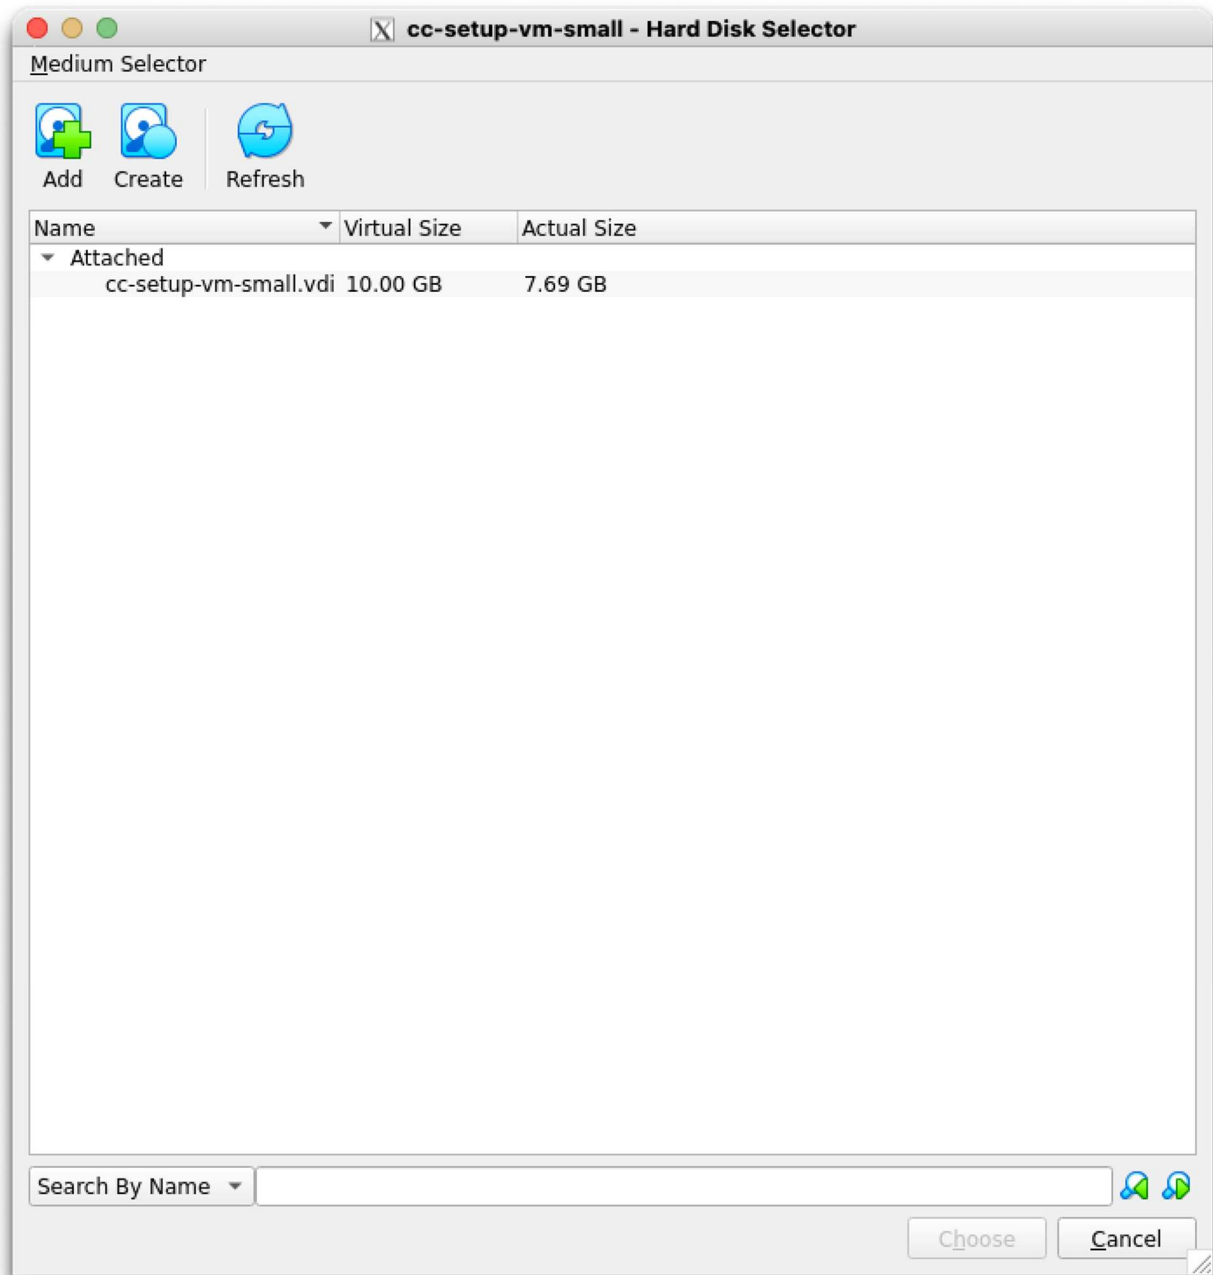 cc-setup-vm-small - Hard Disk Selector
Medium Selector
Add Create Refresh
Name Virtual Size Actual Size
Attached
cc-setup-vm-small.vdi 10.00 GB 7.69 GB
Search By Name
Choose Cancel